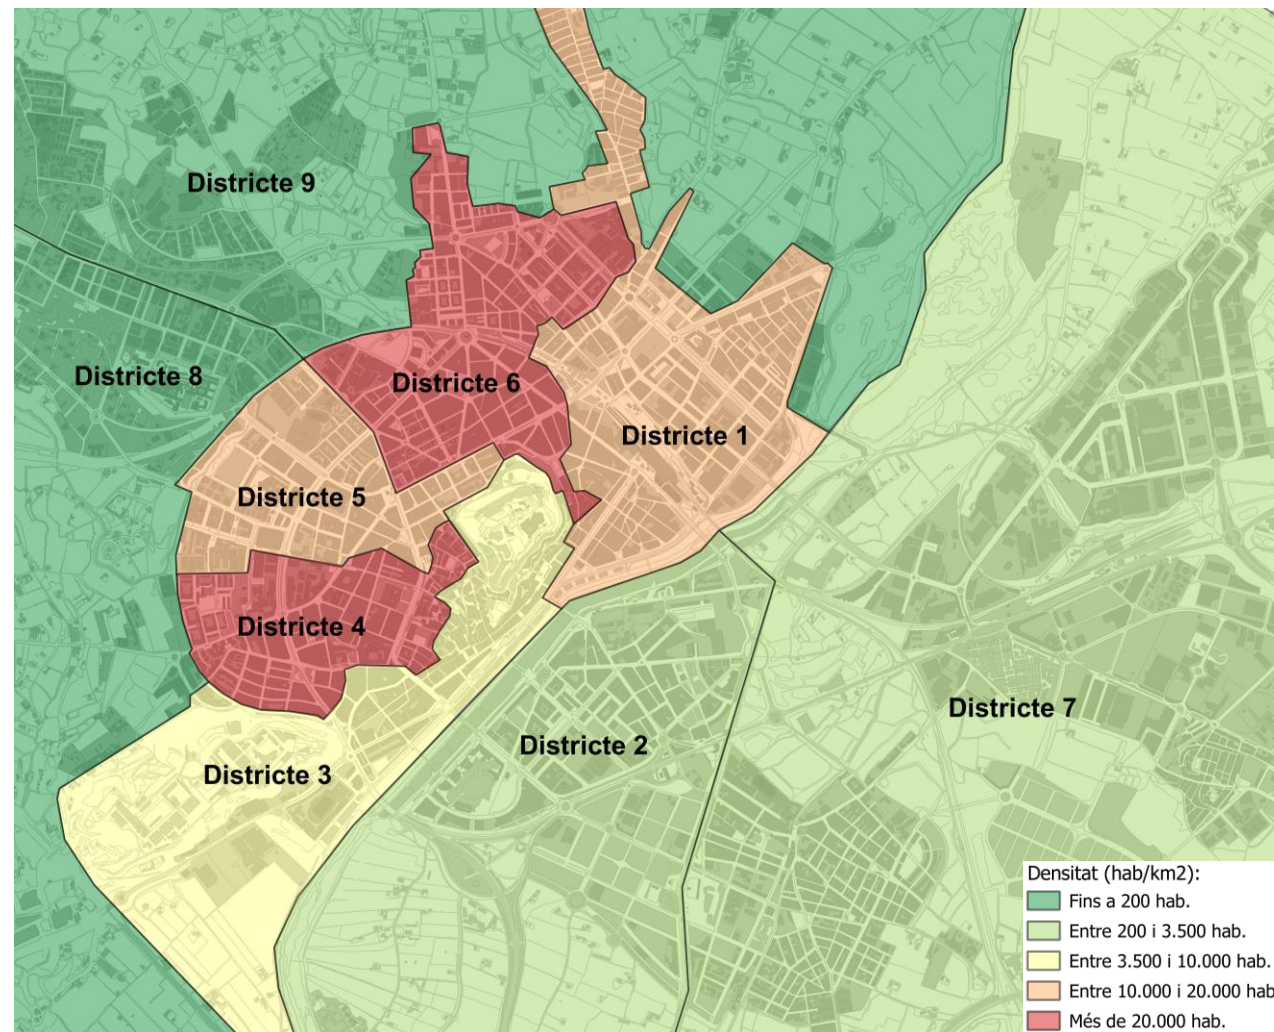 Districte 9
Districte 8
Districte 6
Districte 1
Districte 5
Districte 4
Districte 7
Districte 2
Districte 3
Densitat (hab/km2):
Fins a 200 hab.
Entre 200 i 3.500 hab.
Entre 3.500 i 10.000 hab.
Entre 10.000 i 20.000 hab
Més de 20.000 hab.